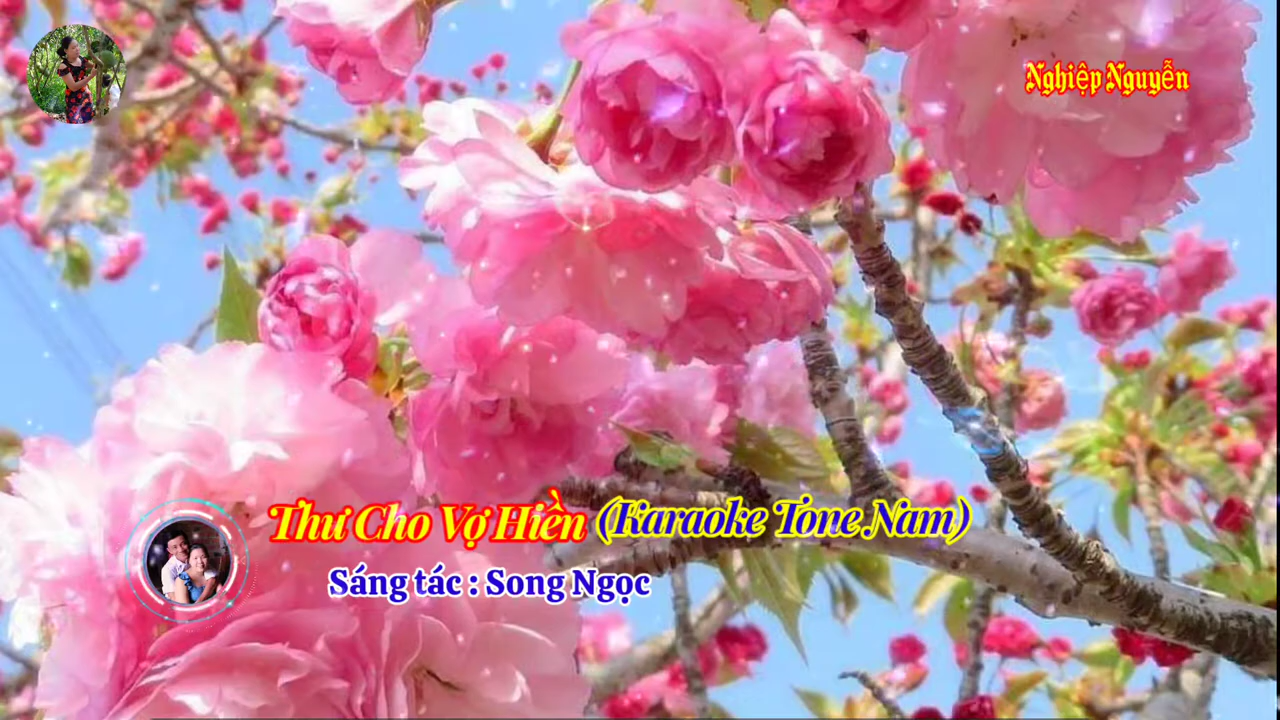 Nghiệp Nguyễn
Thư Cho Vợ Hiền (Karaoke Tone Nam)
Sáng tác : Song Ngọc